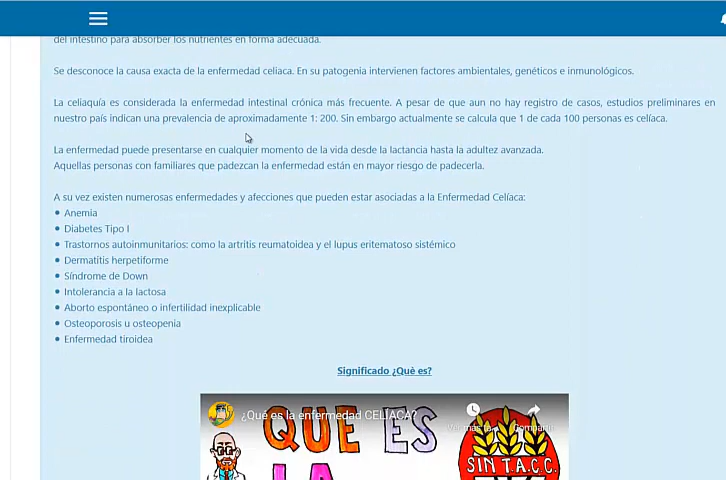 del intestino para absorber los nutrientes en forma adecuada.
Se desconoce la causa exacta de la enfermedad celiaca. En su patogenia intervienen factores ambientales, genéticos e inmunológicos.
La celiaquía es considerada la enfermedad intestinal crónica más frecuente. A pesar de que aun no hay registro de casos, estudios preliminares en
nuestro país indican una prevalencia de aproximadamente 1: 200. Sin embargo actualmente se calcula que 1 de cada 100 personas es celíaca.
La enfermedad puede presentarse en cualquier momento de la vida desde la lactancia hasta la adultez avanzada.
Aquellas personas con familiares que padezcan la enfermedad están en mayor riesgo de padecerla.
A su vez existen numerosas enfermedades y afecciones que pueden estar asociadas a la Enfermedad Celíaca:
• Anemia
• Diabetes Tipo I
• Trastornos autoinmunitarios: como la artritis reumatoidea y el lupus eritematoso sistémico
• Dermatitis herpetiforme
• Síndrome de Down
• Intolerancia a la lactosa
• Aborto espontáneo o infertilidad inexplicable
• Osteoporosis u osteopenia
• Enfermedad tiroidea
Significado ¿Què es?
¿Qué es la enfermedad CELÍACA?
QUE ES
LA
SIN T.A.C.C.